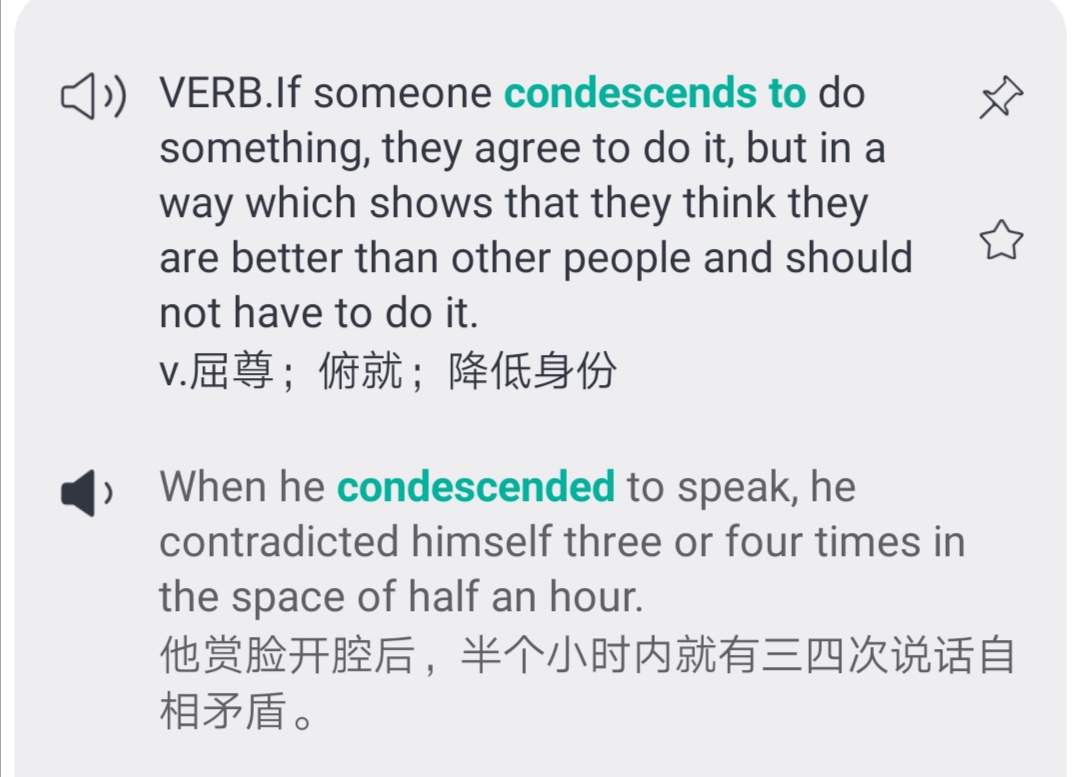 VERB.If someone condescends to do
something, they agree to do it, but in a
way which shows that they think they
are better than other people and should
not have to do it.
v.屈尊；俯就；降低身份
When he condescended to speak, he
contradicted himself three or four times in
the space of half an hour.
他赏脸开腔后，半个小时内就有三四次说话自
相矛盾。